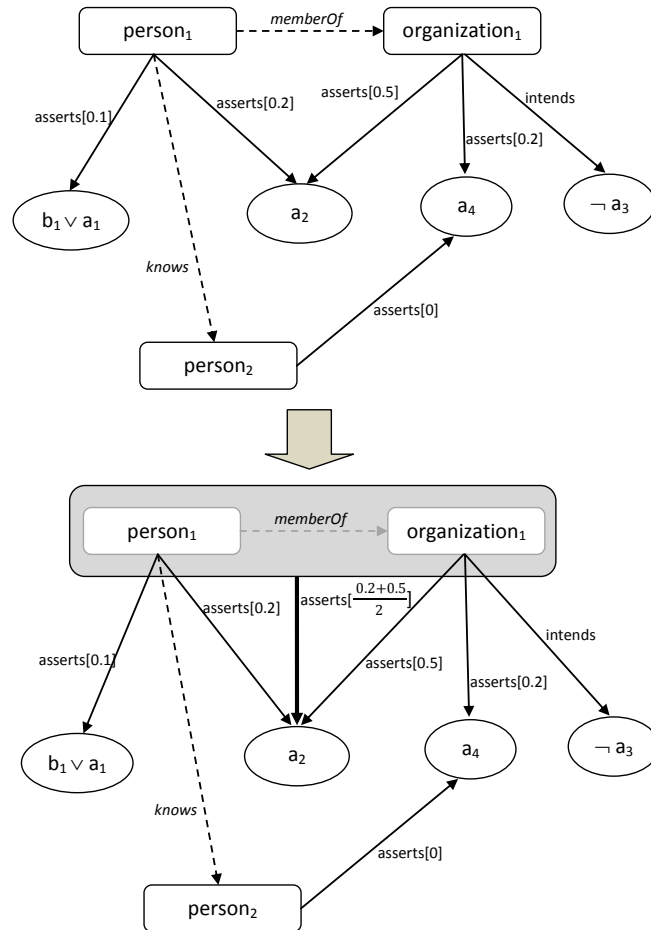 person₁ memberOf organization₁
asserts[0.1] asserts[0.2] asserts[0.5] asserts[0.2] intends
b₁ ∨ a₁ a₂ a₄ ¬ a₃
knows
asserts[0]
person₂
person₁ memberOf organization₁
asserts[0.1] asserts[0.2] asserts[(0.2+0.5)/2] asserts[0.5] asserts[0.2] intends
b₁ ∨ a₁ a₂ a₄ ¬ a₃
knows
asserts[0]
person₂